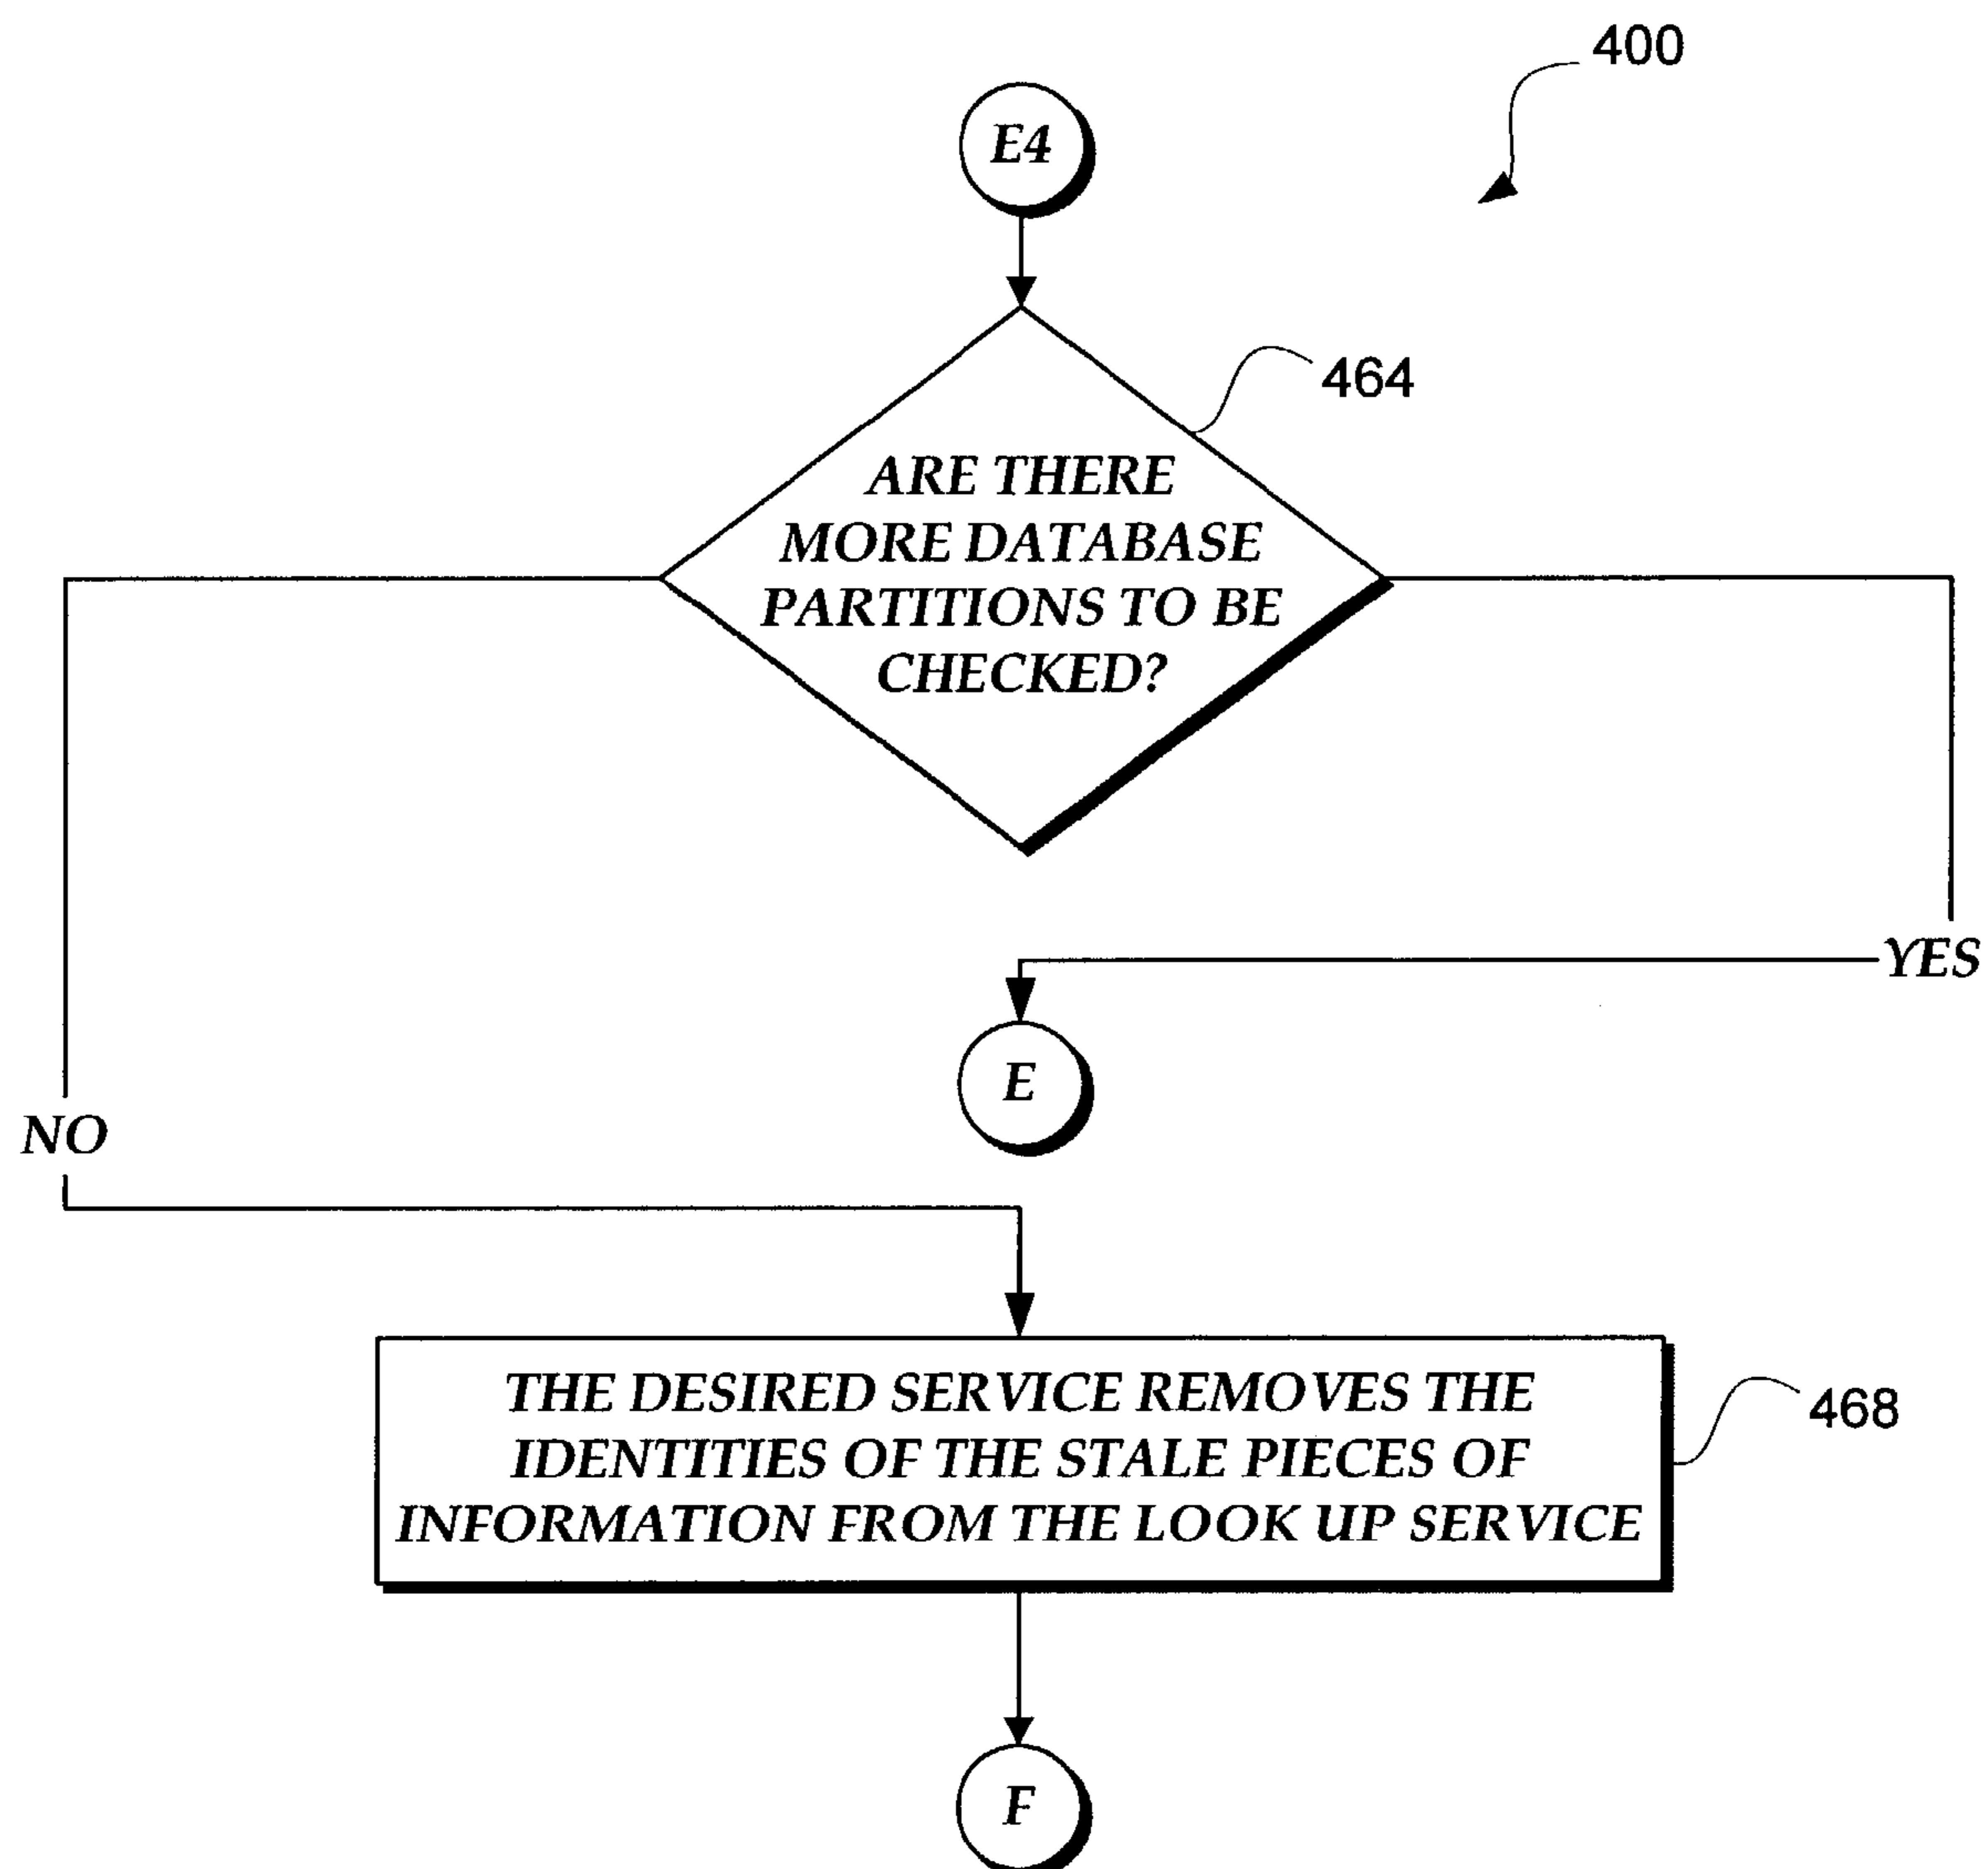 400
E4
464
ARE THERE
MORE DATABASE
PARTITIONS TO BE
CHECKED?
YES
E
NO
THE DESIRED SERVICE REMOVES THE
IDENTITIES OF THE STALE PIECES OF
INFORMATION FROM THE LOOK UP SERVICE
468
F